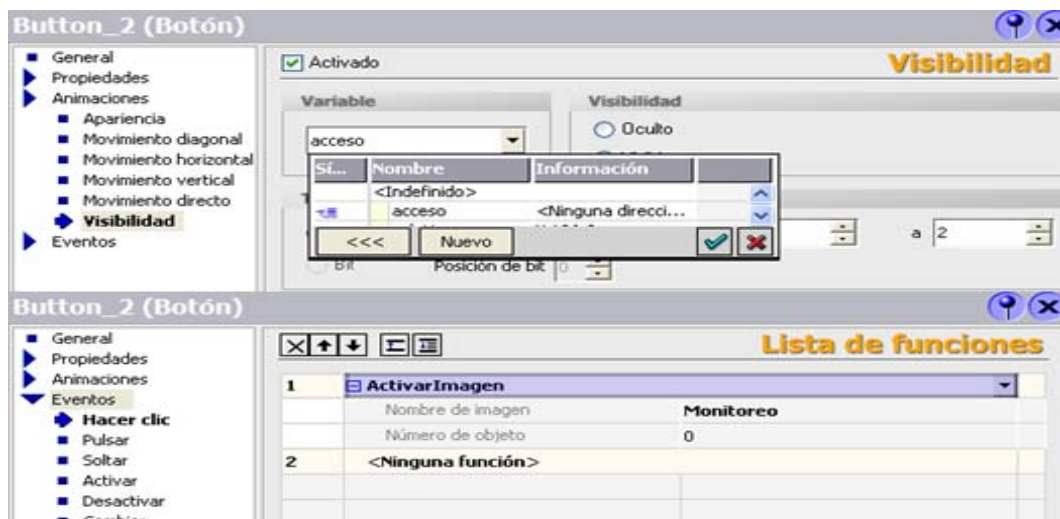 Button_2 (Botón)
General
Propiedades
Animaciones
Apariencia
Movimiento diagonal
Movimiento horizontal
Movimiento vertical
Movimiento directo
Visibilidad
Eventos
Activado
Visibilidad
Variable
acceso
Visibilidad
Oculto
Sí... Nombre Información
<Indefinido>
acceso <Ninguna direcci...
<<< Nuevo
a 2
Bit Posición de bit 0
Button_2 (Botón)
General
Propiedades
Animaciones
Eventos
Hacer clic
Pulsar
Soltar
Activar
Desactivar
Lista de funciones
1 ActivarImagen
Nombre de imagen Monitoreo
Número de objeto 0
2 <Ninguna función>